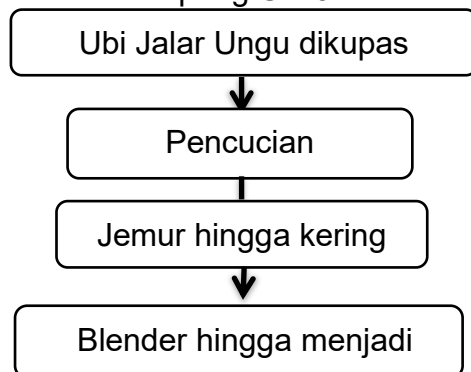 Ubi Jalar Ungu dikupas
Pencucian
Jemur hingga kering
Blender hingga menjadi